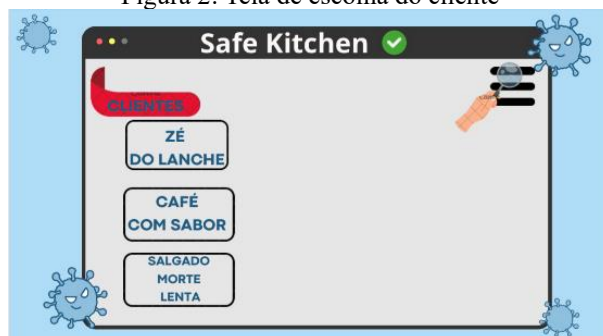 Figura 2: Tela de escolha do cliente
Safe Kitchen
CLIENTES
ZÉ
DO LANCHE
CAFÉ
COM SABOR
SALGADO
MORTE
LENTA